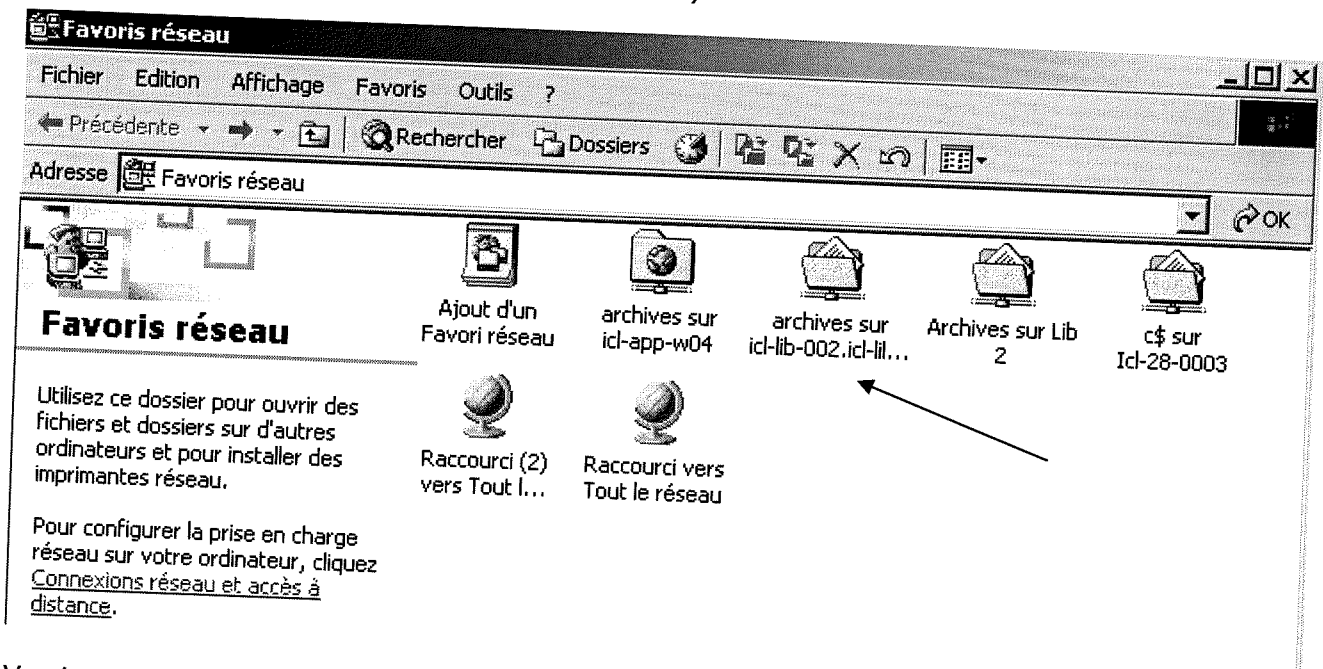 Favoris réseau
Fichier Edition Affichage Favoris Outils ?
Précédente Rechercher Dossiers
Adresse Favoris réseau OK
Favoris réseau
Utilisez ce dossier pour ouvrir des
fichiers et dossiers sur d'autres
ordinateurs et pour installer des
imprimantes réseau.
Pour configurer la prise en charge
réseau sur votre ordinateur, cliquez
Connexions réseau et accès à
distance.
Ajout d'un
Favori réseau
archives sur
icl-app-w04
archives sur
icl-lib-002.icl-lil...
Archives sur Lib
2
c$ sur
Icl-28-0003
Raccourci (2)
vers Tout l...
Raccourci vers
Tout le réseau